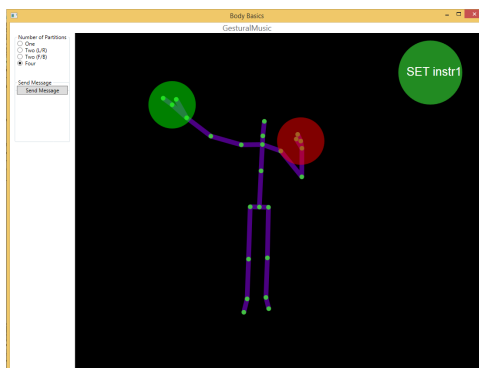 Body Basics
GesturalMusic
Number of Partitions
One
Two (L/R)
Two (F/B)
Four
Send Message
Send Message
SET instr1